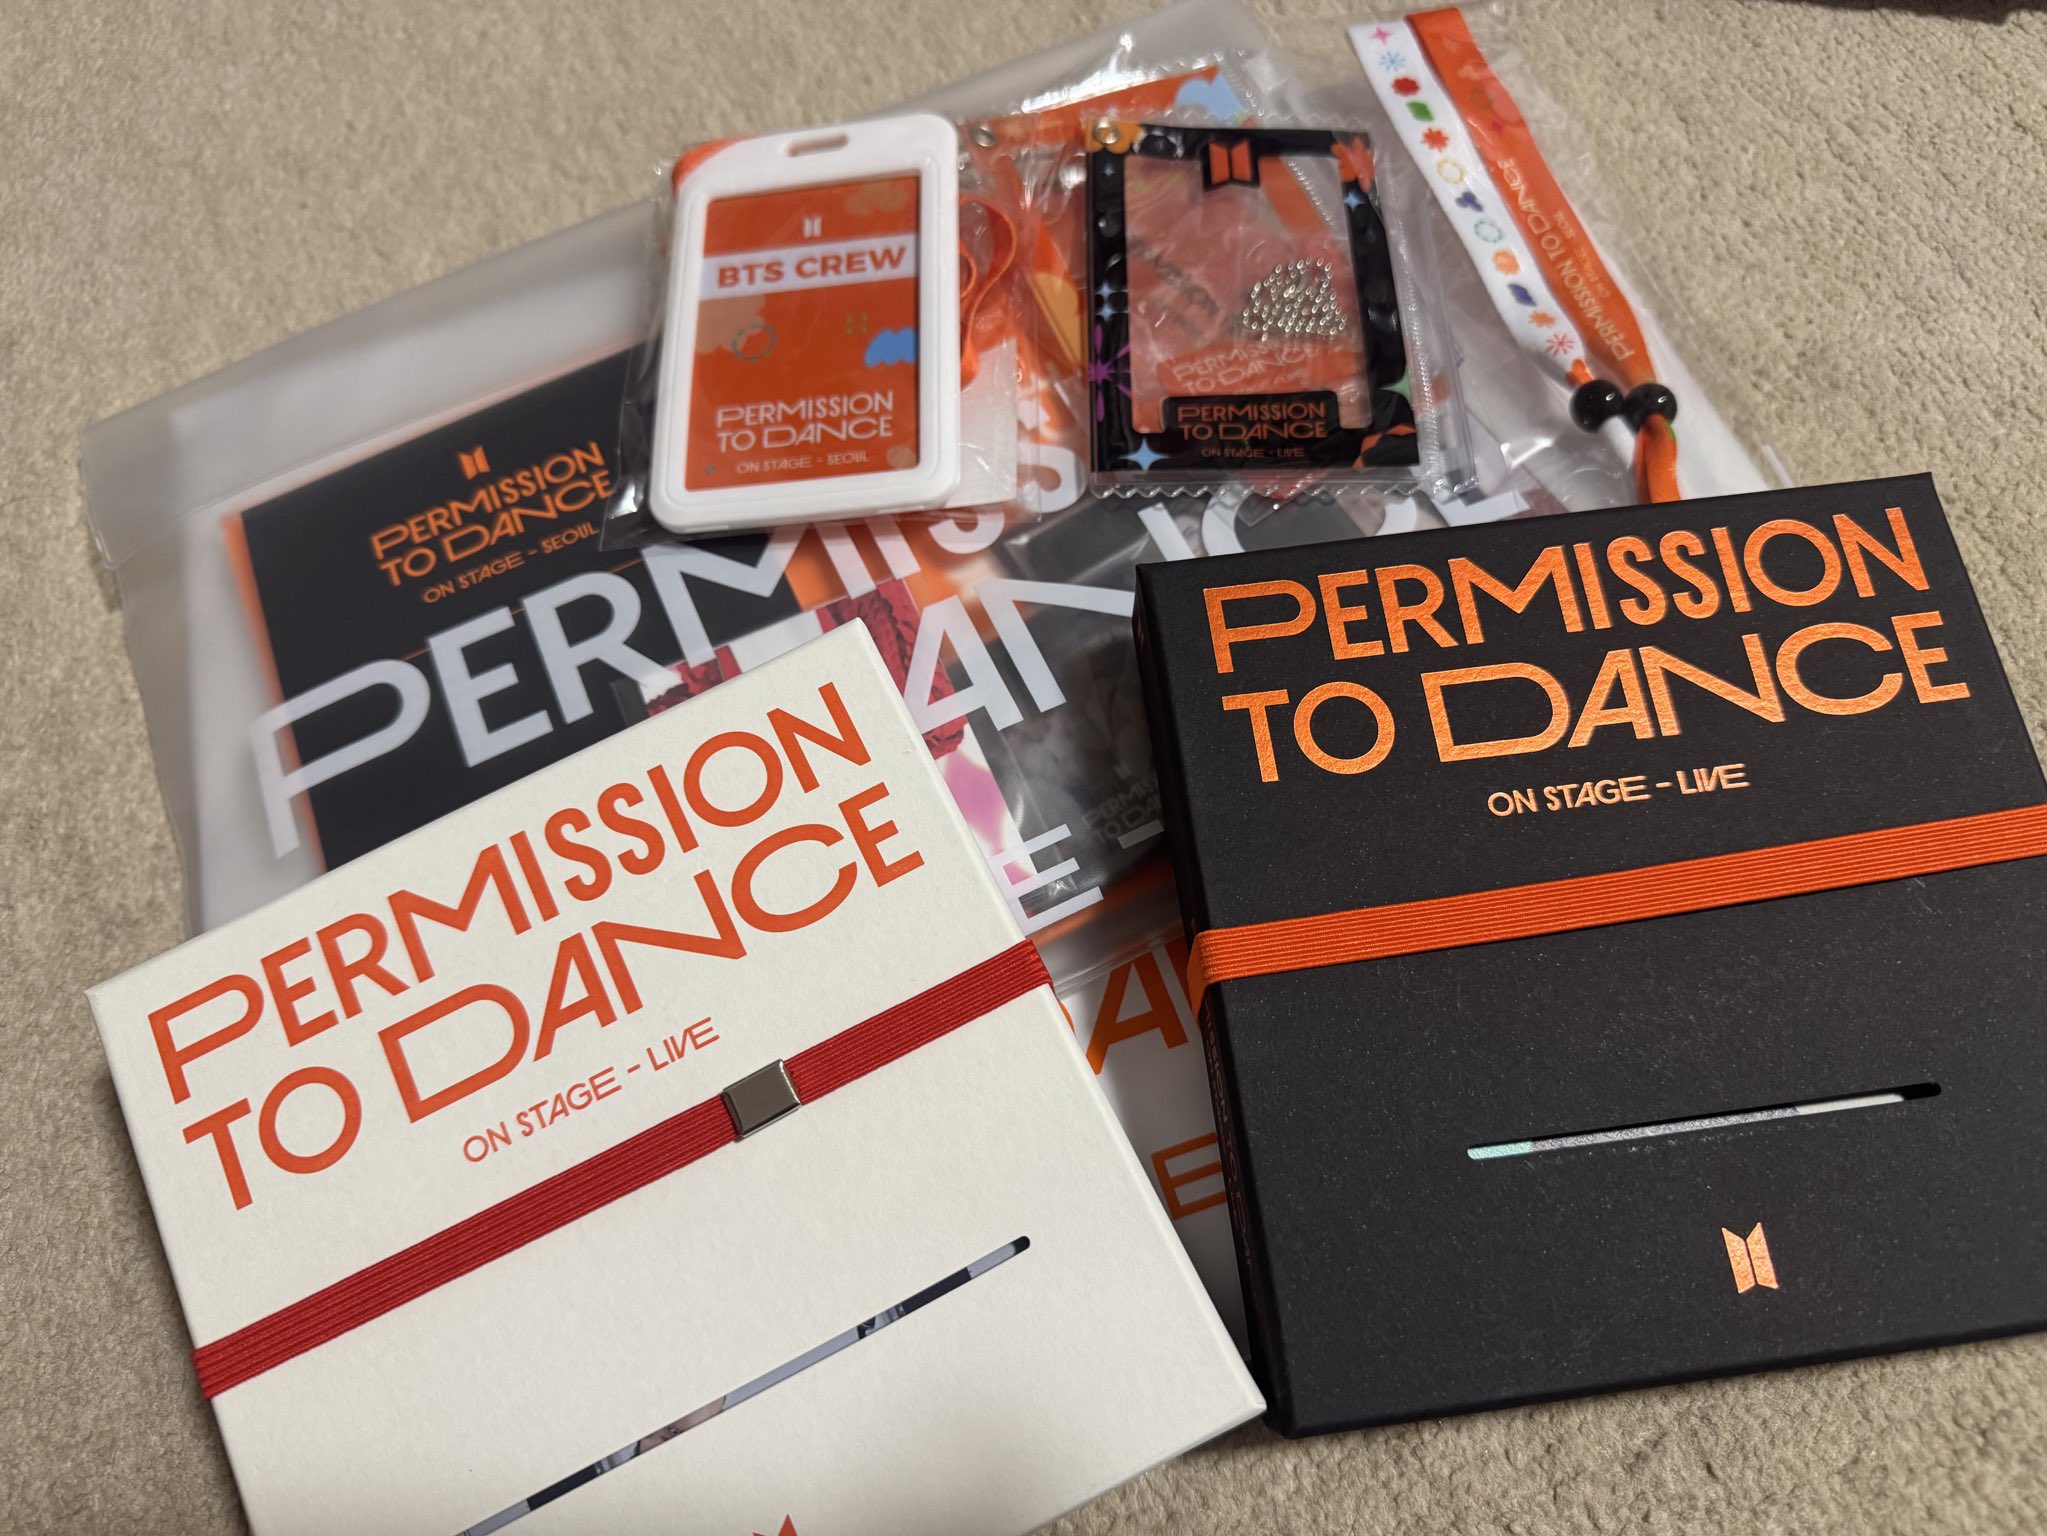 BTS CREW
PERMISSION
TO DANCE
ON STAGE - SEOUL
PERMISSION
TO DANCE
ON STAGE - LIVE
PERMISSION
TO DANCE
PERMISSION TO DANCE
PERMISSION
TO DANCE
ON STAGE - SEOUL
PERMISS
ANCE
E -
PERMISSION
TO DANCE
ON STAGE - LIVE
PERMISSION
TO DANCE
ON STAGE - LIVE